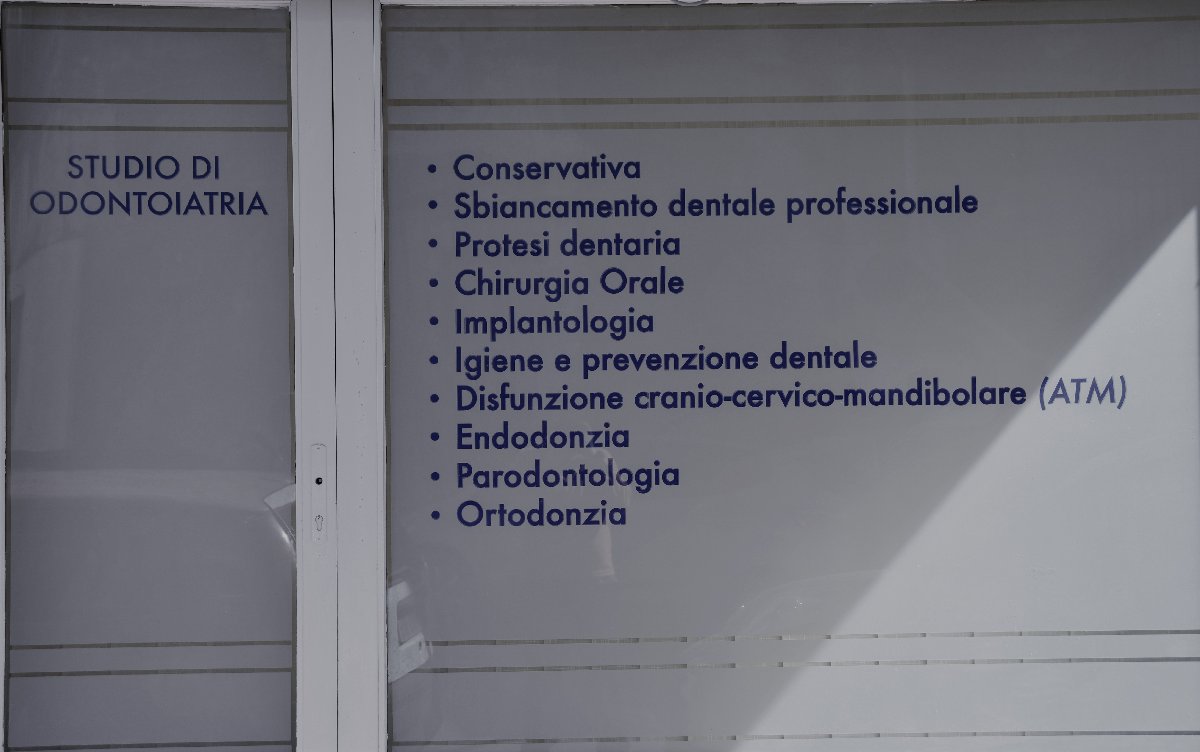 STUDIO DI
ODONTOIATRIA
• Conservativa
• Sbiancamento dentale professionale
• Protesi dentaria
• Chirurgia Orale
• Implantologia
• Igiene e prevenzione dentale
• Disfunzione cranio-cervico-mandibolare (ATM)
• Endodonzia
• Parodontologia
• Ortodonzia